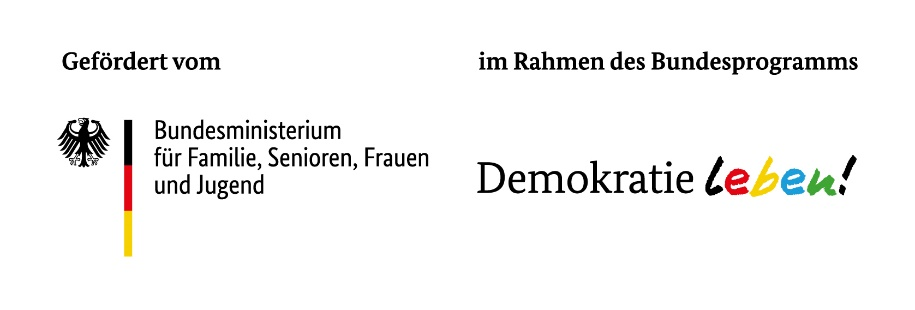 Gefördert vom
im Rahmen des Bundesprogramms
Bundesministerium
für Familie, Senioren, Frauen
und Jugend
Demokratie leben!